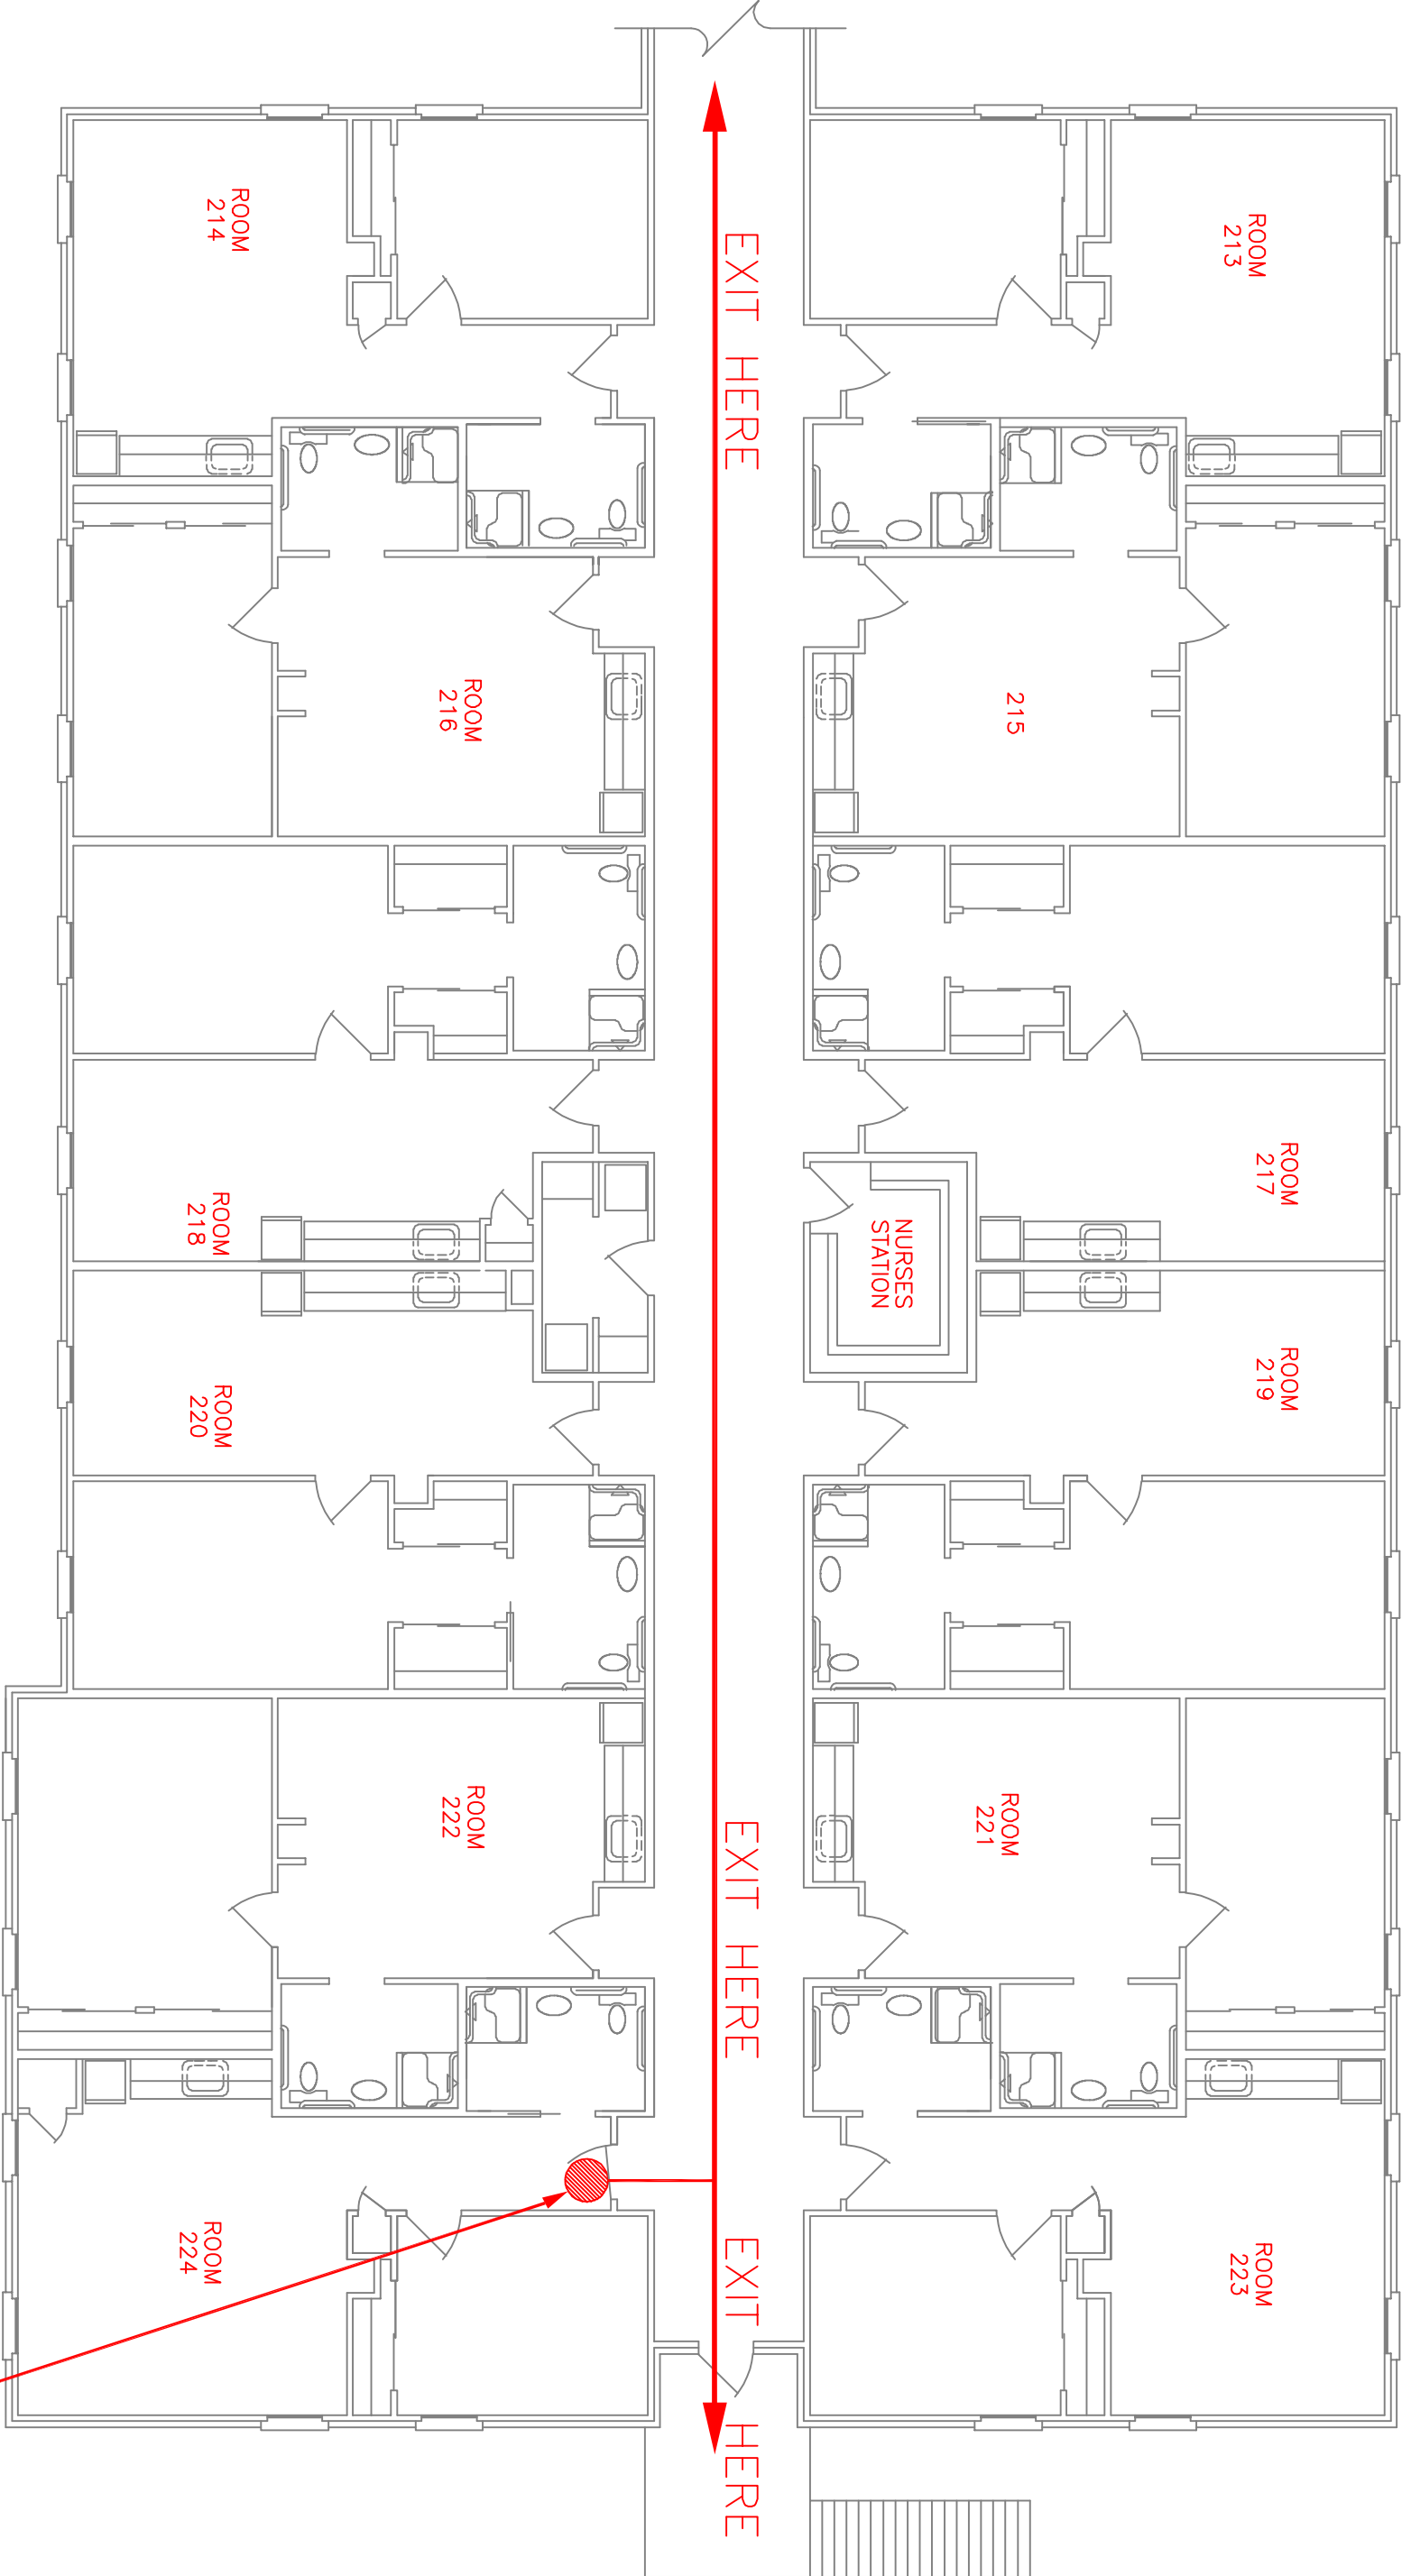 ROOM
213
ROOM
214
EXIT HERE
215
ROOM
216
ROOM
217
ROOM
218
NURSES
STATION
ROOM
219
ROOM
220
ROOM
221
ROOM
222
EXIT HERE
ROOM
223
ROOM
224
EXIT HERE